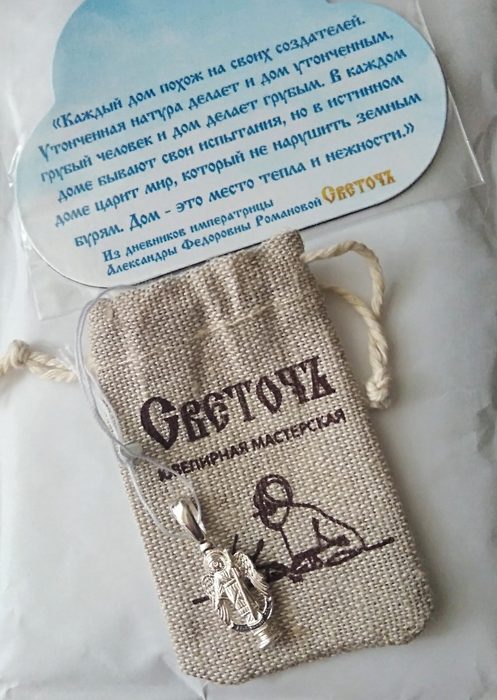 «Каждый дом похож на своих создателей.
Утонченная натура делает и дом утонченным,
грубый человек и дом делает грубым. В каждом
доме бывают свои испытания, но в истинном
доме царит мир, который не нарушить земным
бурям. Дом - это место тепла и нежности.»
Из дневников императрицы
Александры Федоровны Романовой Светочъ
Светочъ
ЮВЕЛИРНАЯ МАСТЕРСКАЯ